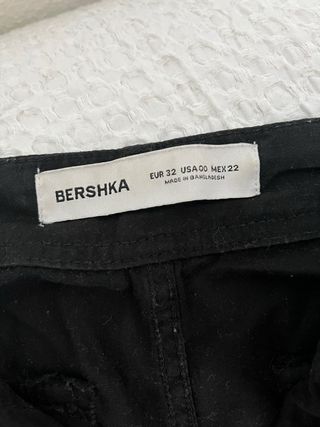 BERSHKA
EUR 32 USA 00 MEX 22
MADE IN BANGLADESH